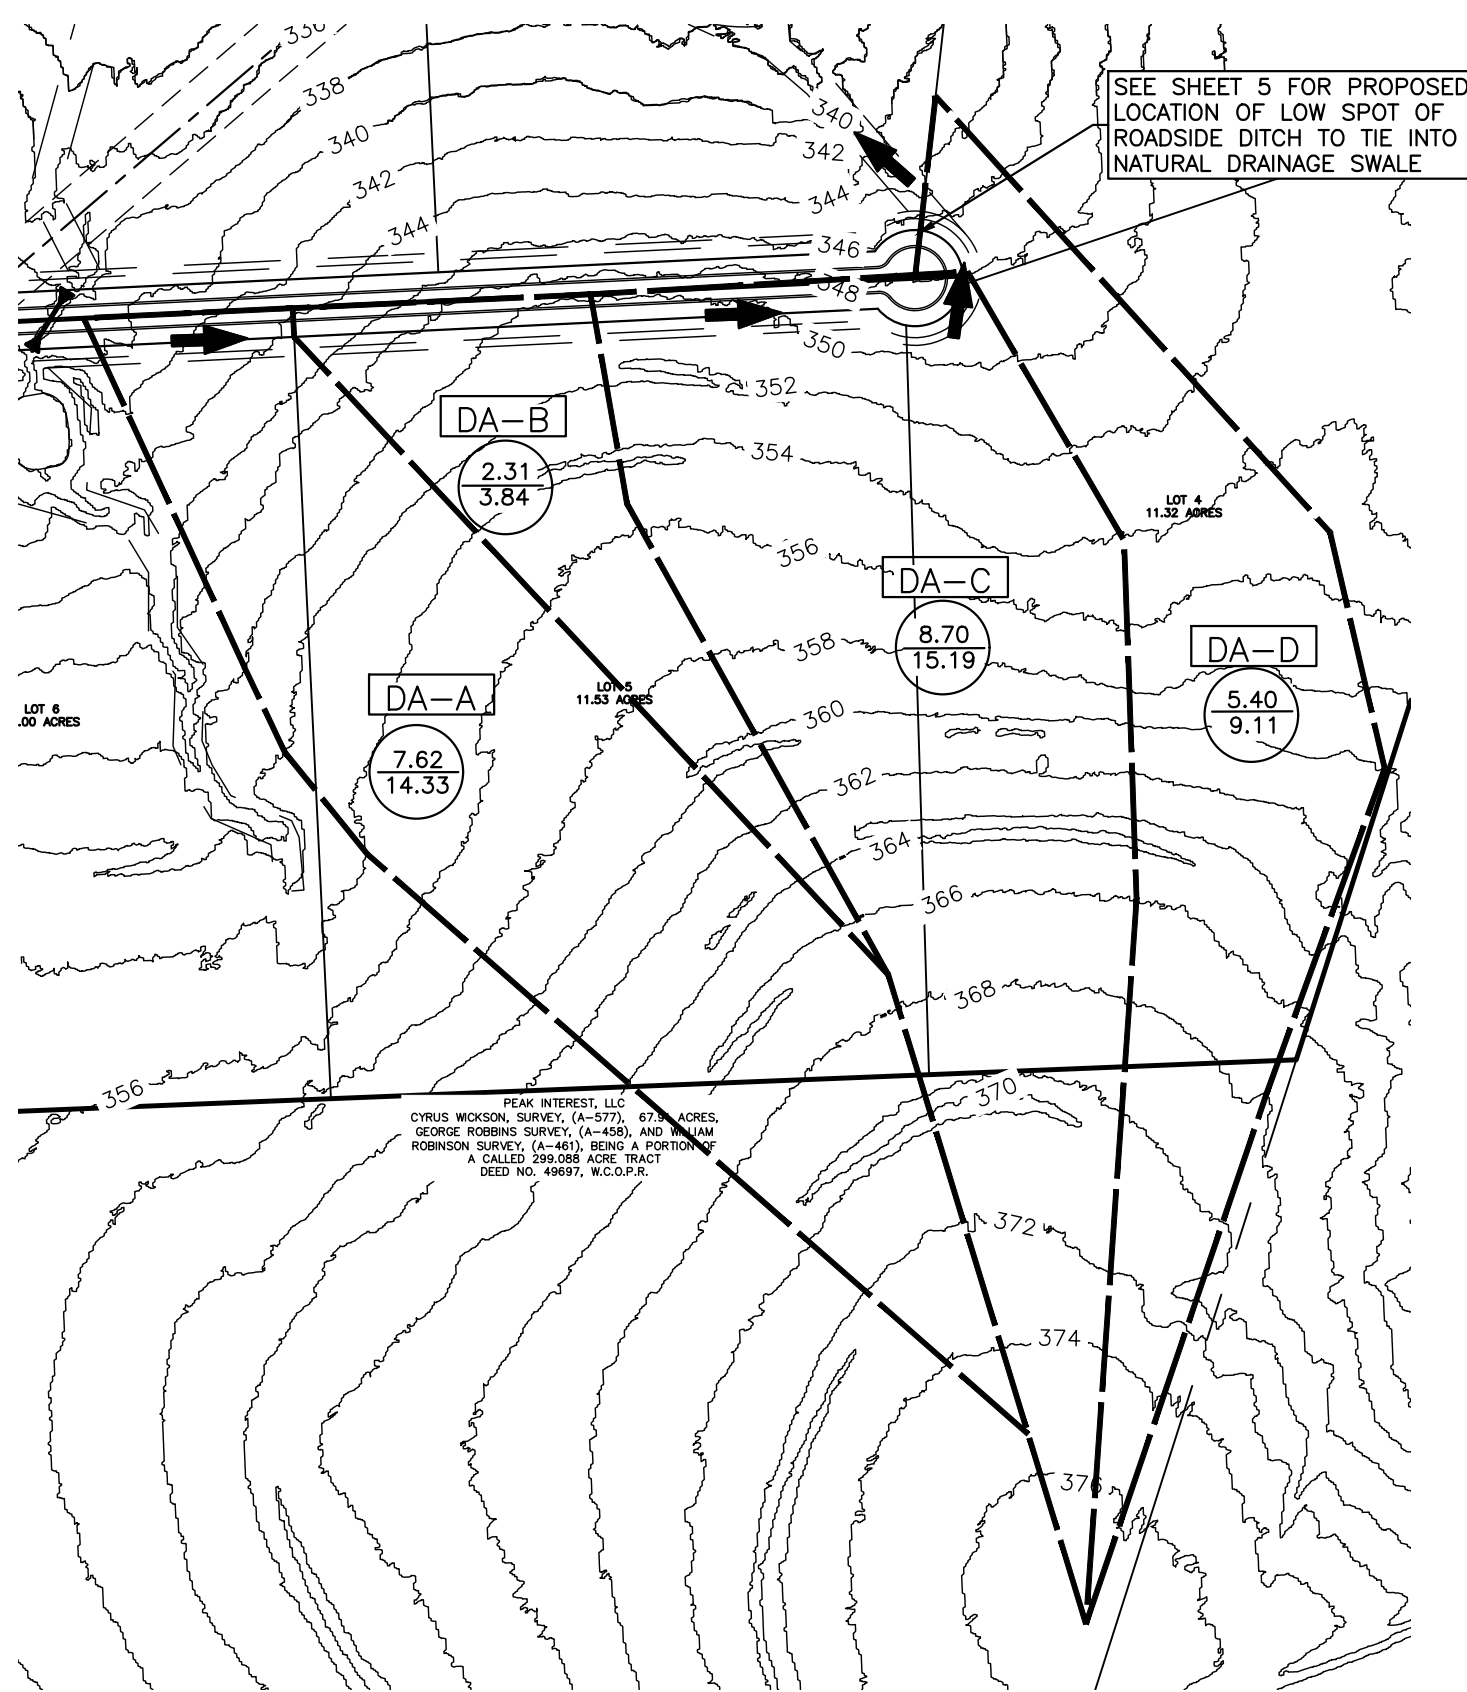 336
338
340
342
344
340
342
344
346
348
350
SEE SHEET 5 FOR PROPOSED
LOCATION OF LOW SPOT OF
ROADSIDE DITCH TO TIE INTO
NATURAL DRAINAGE SWALE
352
354
356
358
360
362
364
366
368
370
372
374
376
356
DA-B
2.31
3.84
DA-C
8.70
15.19
DA-D
5.40
9.11
DA-A
7.62
14.33
LOT 4
11.32 ACRES
LOT 5
11.53 ACRES
LOT 6
.00 ACRES
PEAK INTEREST, LLC
CYRUS WICKSON, SURVEY, (A-577), ACRES,
GEORGE ROBBINS SURVEY, (A-458), AND WILLIAM
ROBINSON SURVEY, (A-461), BEING A PORTION OF
A CALLED 299.088 ACRE TRACT
DEED NO. 49697, W.C.O.P.R.